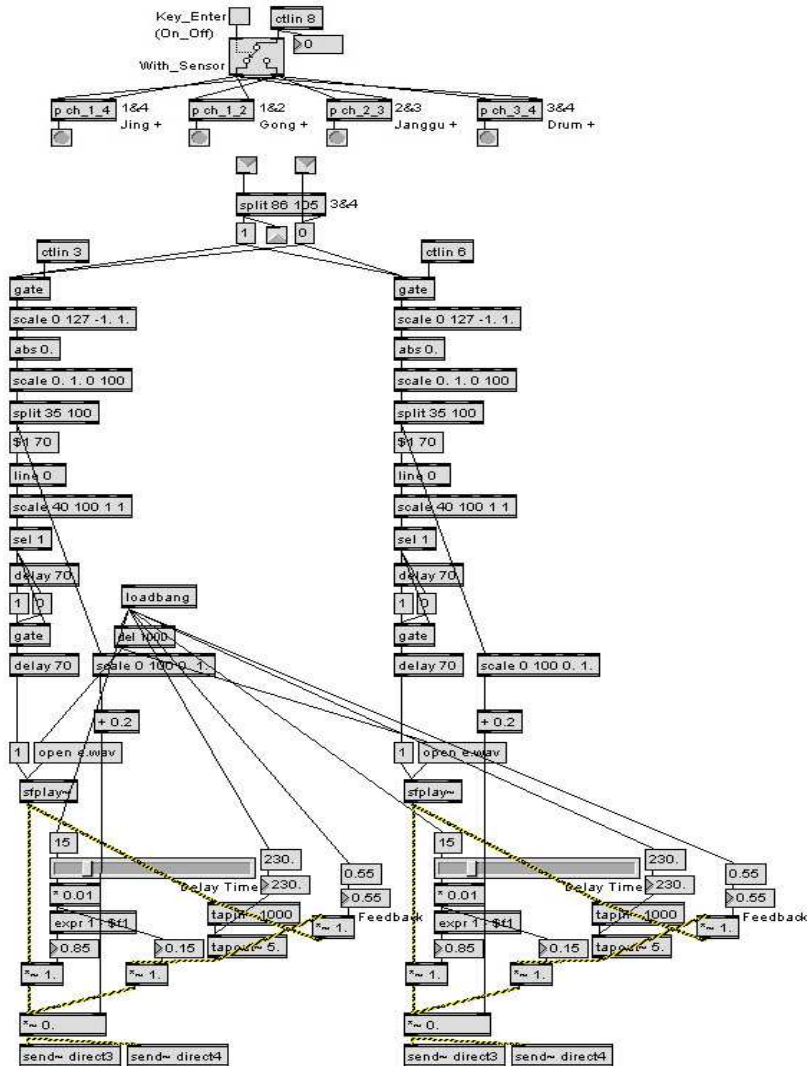 Key_Enter
(On_Off)
ctlin 8
0
With_Sensor
p ch_1_4 1&4
Jing +
p ch_1_2 1&2
Gong +
p ch_2_3 2&3
Janggu +
p ch_3_4 3&4
Drum +
split 86 105 3&4
1 0
ctlin 3
gate
scale 0 127 -1. 1.
abs 0.
scale 0. 1. 0 100
split 35 100
$1 70
line 0
scale 40 100 1 1
sel 1
delay 70
1 0
gate
delay 70
loadbang
del 1000
scale 0 100 0. 1.
+ 0.2
1 open e.wav
sfplay~
15
Delay Time
230.
230.
0.55
0.55
Feedback
* 0.01
expr 1 - $f1
0.85
0.15
tapin~ 1000
tapout~ 5.
*~ 1.
*~ 1.
*~ 1.
*~ 0.
send~ direct3 send~ direct4
ctlin 6
gate
scale 0 127 -1. 1.
abs 0.
scale 0. 1. 0 100
split 35 100
$1 70
line 0
scale 40 100 1 1
sel 1
delay 70
1 0
gate
delay 70
scale 0 100 0. 1.
+ 0.2
1 open e.wav
sfplay~
15
Delay Time
230.
230.
0.55
0.55
Feedback
* 0.01
expr 1 - $f1
0.85
0.15
tapin~ 1000
tapout~ 5.
*~ 1.
*~ 1.
*~ 1.
*~ 0.
send~ direct3 send~ direct4